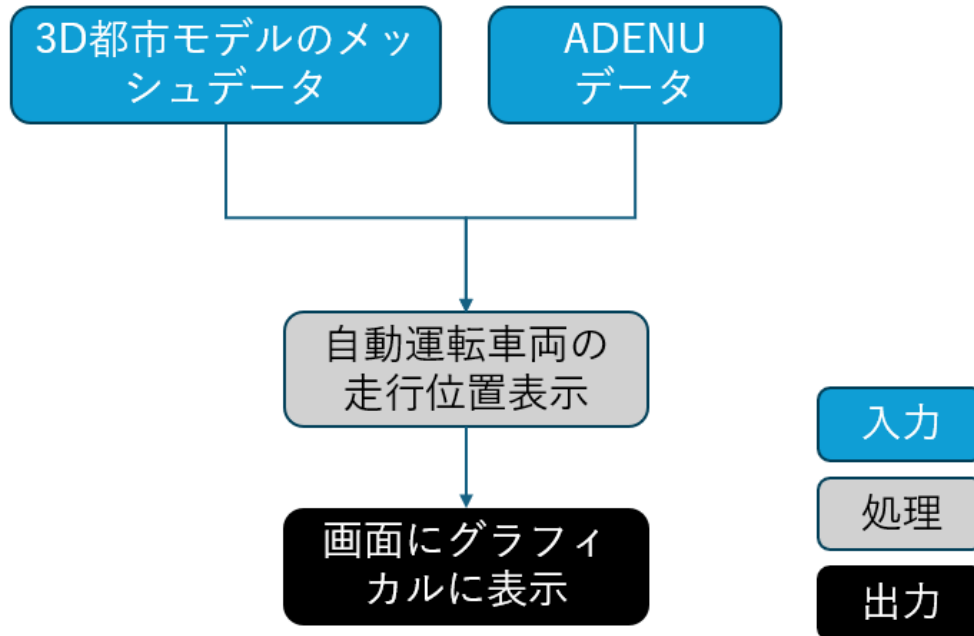 3D都市モデルのメッ
シュデータ
ADENU
データ
自動運転車両の
走行位置表示
画面にグラフィ
カルに表示
入力
処理
出力